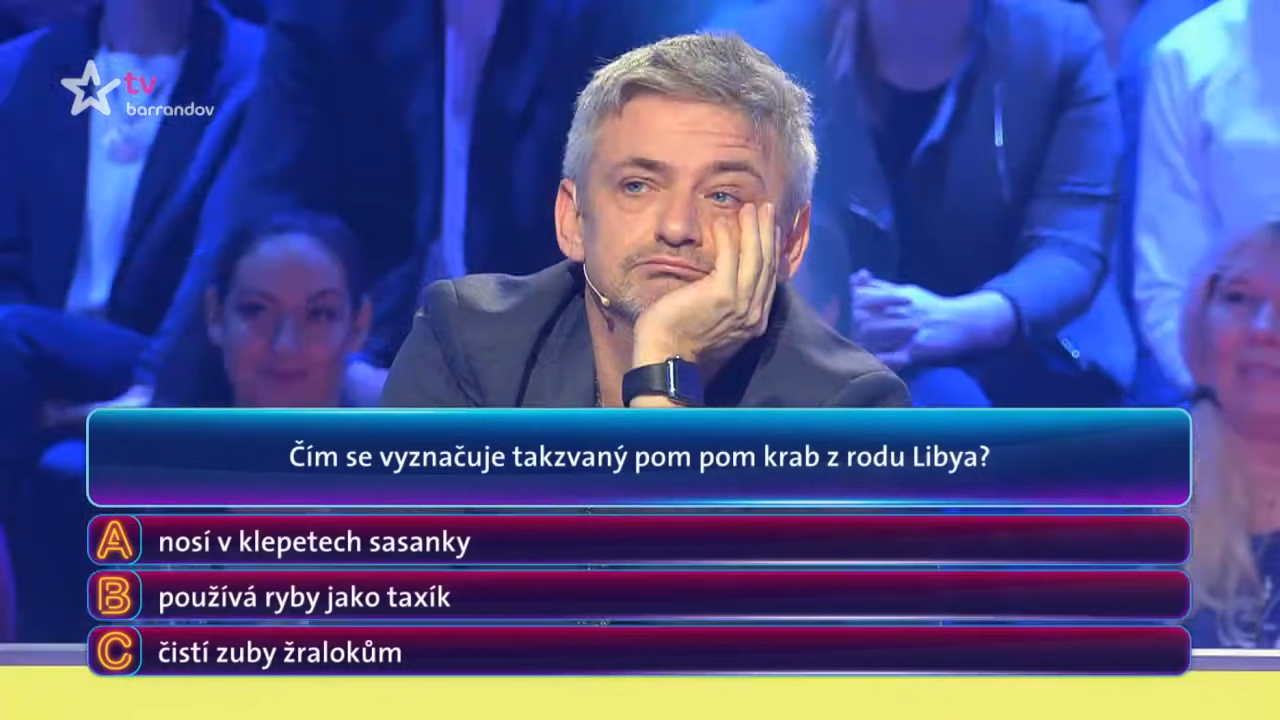 tv
barrandov
Čím se vyznačuje takzvaný pom pom krab z rodu Libya?
A nosí v klepetech sasanky
B používá ryby jako taxík
C čistí zuby žraloků​m